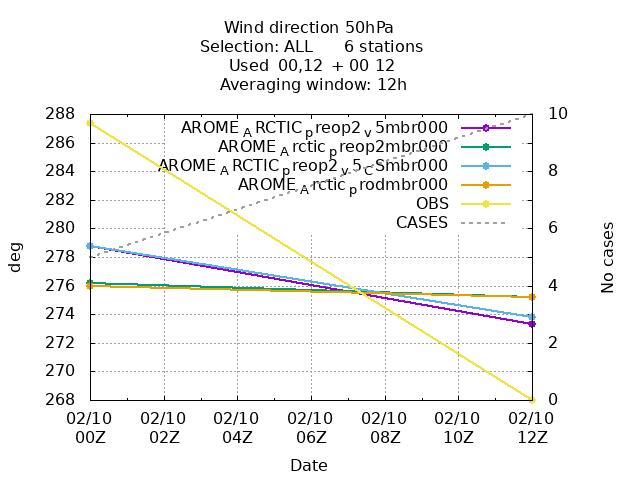 Wind direction 50hPa
Selection: ALL 6 stations
Used 00,12 + 00 12
Averaging window: 12h
288
286
284
282
280
278
276
274
272
270
268
deg
10
8
6
4
2
0
No cases
AROME_ARCTIC_preop2_v5mbr000
AROME_Arctic_preop2mbr000
AROME_ARCTIC_preop2_v5_CSmbr000
AROME_Arctic_prodmbr000
OBS
CASES
02/10 02/10 02/10 02/10 02/10 02/10 02/10
00Z 02Z 04Z 06Z 08Z 10Z 12Z
Date